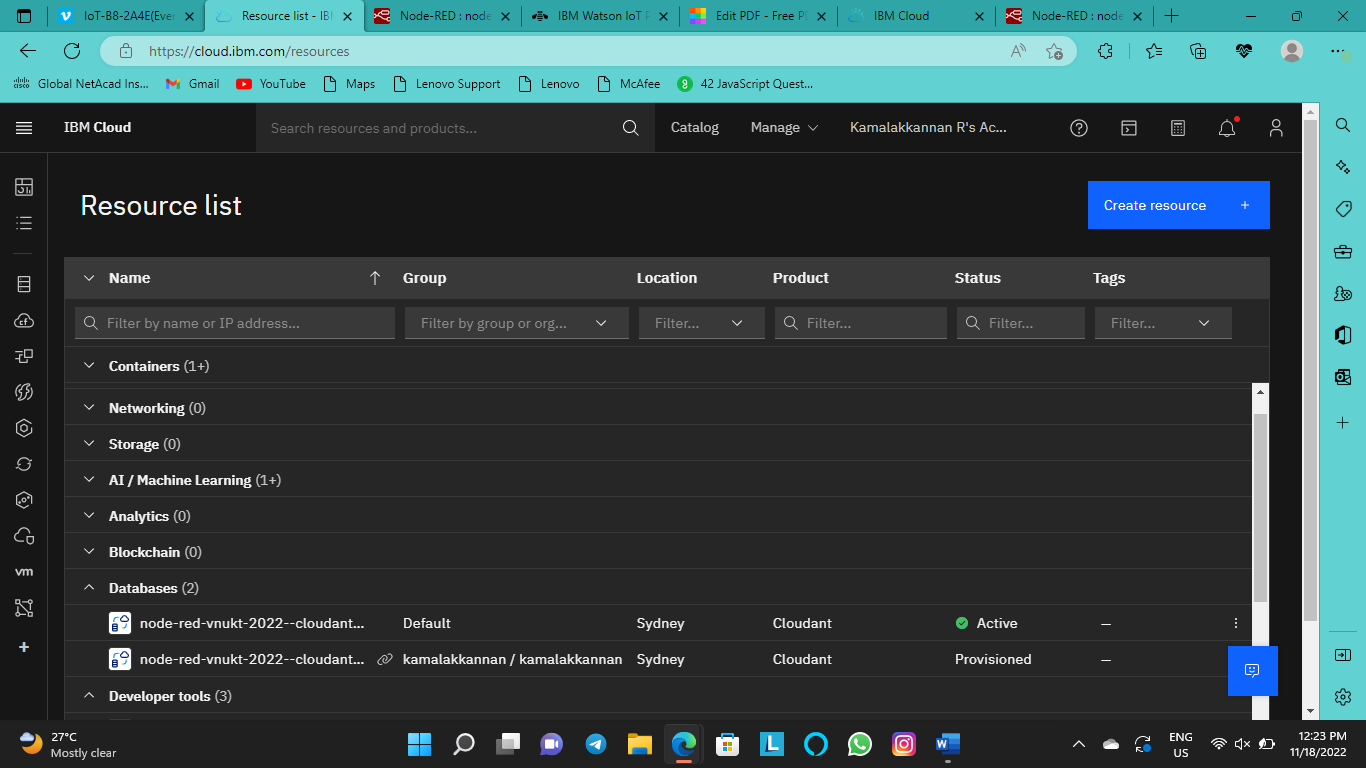 IoT-B8-2A4E(Ever
Resource list - IBM
Node-RED : node
IBM Watson IoT P
Edit PDF - Free PD
IBM Cloud
Node-RED : node
https://cloud.ibm.com/resources
Global NetAcad Ins...
Gmail
YouTube
Maps
Lenovo Support
Lenovo
McAfee
42 JavaScript Quest...
IBM Cloud
Search resources and products...
Catalog
Manage
Kamalakkannan R's Ac...
Resource list
Create resource +
Name Group Location Product Status Tags
Filter by name or IP address... Filter by group or org... Filter... Filter... Filter... Filter...
Containers (1+)
Networking (0)
Storage (0)
AI / Machine Learning (1+)
Analytics (0)
Blockchain (0)
Databases (2)
node-red-vnukt-2022--cloudant... Default Sydney Cloudant Active –
node-red-vnukt-2022--cloudant... kamalakkannan / kamalakkannan Sydney Cloudant Provisioned –
Developer tools (3)
vm
27°C
Mostly clear
ENG
US
12:23 PM
11/18/2022